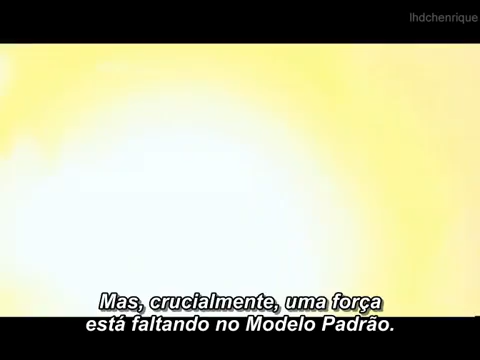 lhdchenrique
Mas, crucialmente, uma força
está faltando no Modelo Padrão.